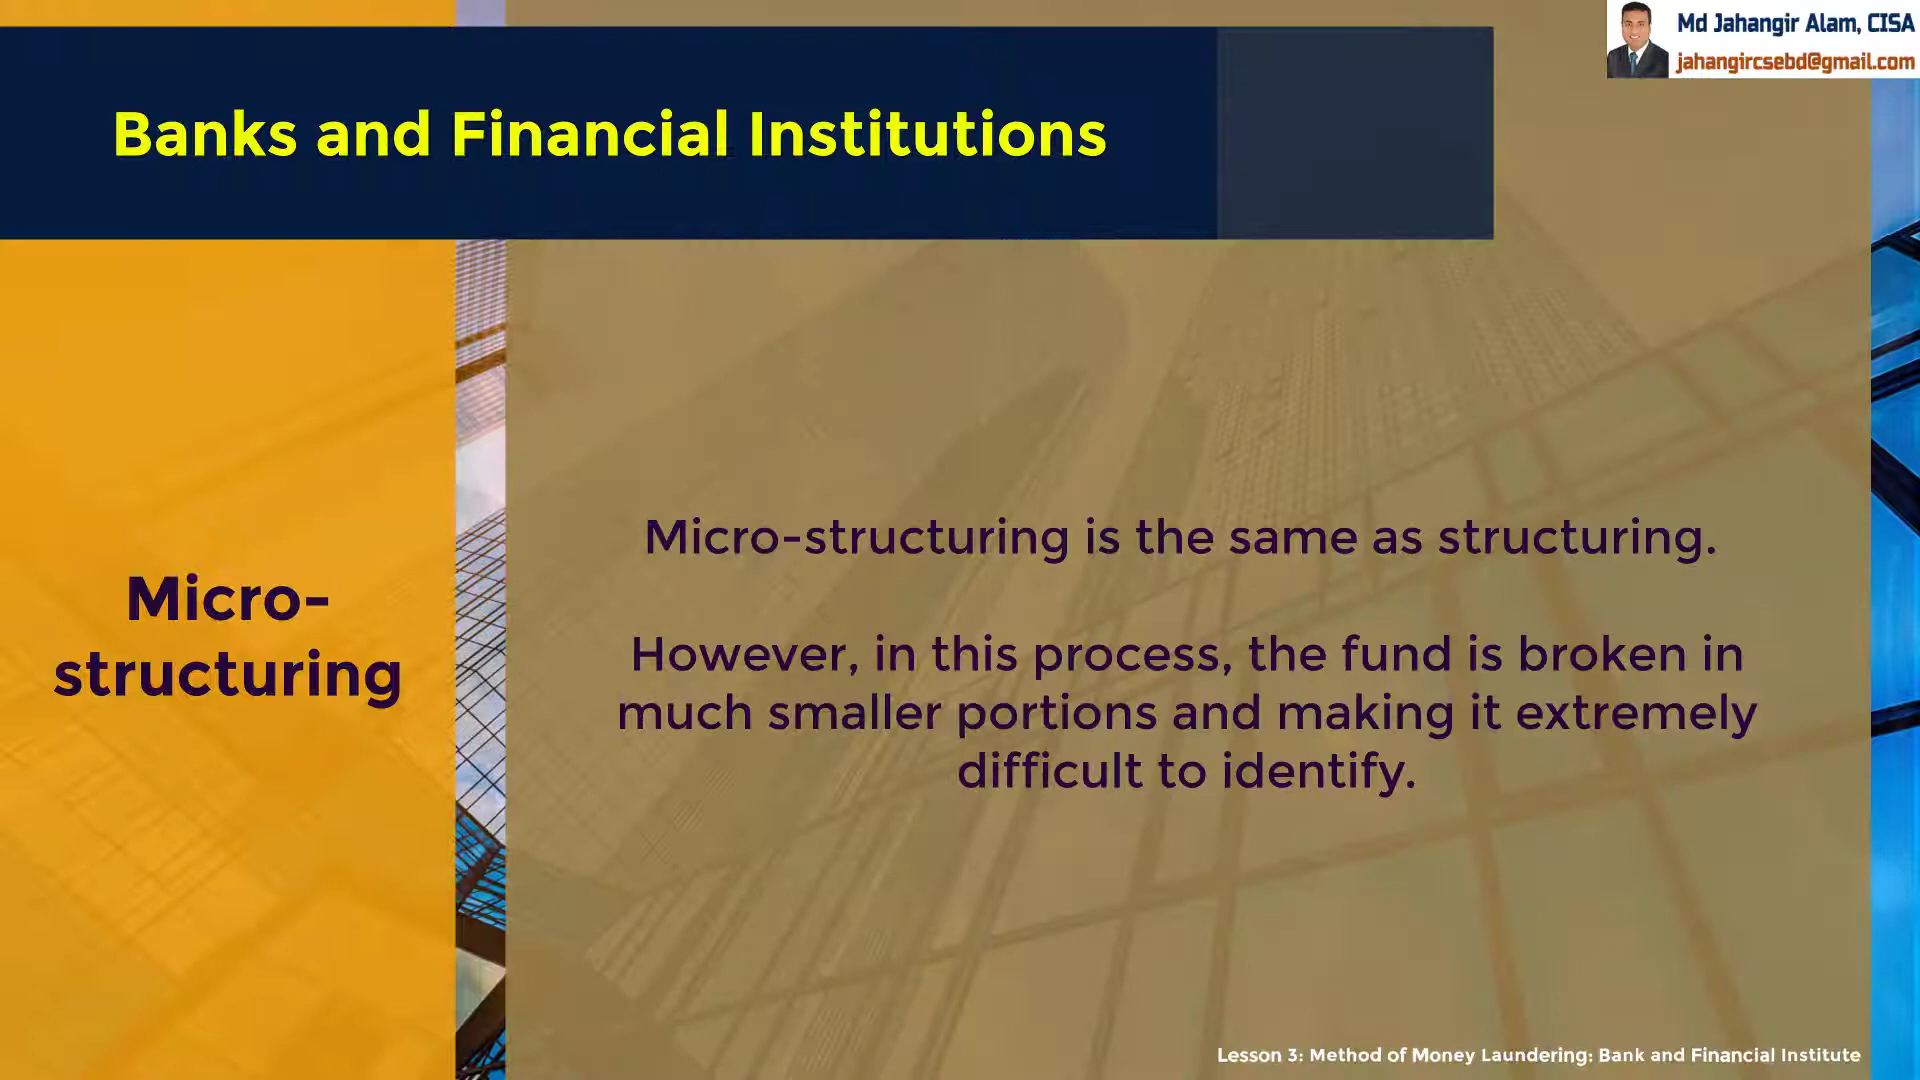 Md Jahangir Alam, CISA
jahangircsebd@gmail.com
Banks and Financial Institutions
Micro-
structuring
Micro-structuring is the same as structuring.
However, in this process, the fund is broken in
much smaller portions and making it extremely
difficult to identify.
Lesson 3: Method of Money Laundering: Bank and Financial Institute